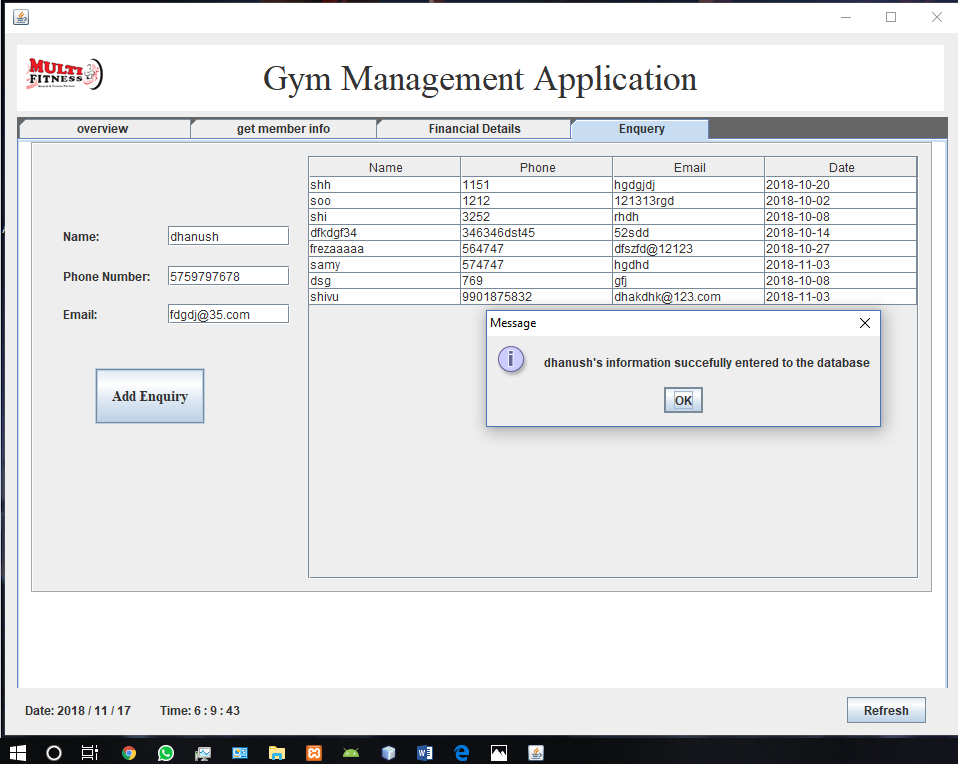 MULTI
FITNESS
Gym Management Application
overview get member info Financial Details Enquery
Name Phone Email Date
shh 1151 hgdgjdj 2018-10-20
soo 1212 121313rgd 2018-10-02
shi 3252 rhdh 2018-10-08
dfkdgf34 346346dst45 52sdd 2018-10-14
frezaaaaa 564747 dfszfd@12123 2018-10-27
samy 574747 hgdhd 2018-11-03
dsg 769 gfj 2018-10-08
shivu 9901875832 dhakdhk@123.com 2018-11-03
Name: dhanush
Phone Number: 5759797678
Email: fdgdj@35.com
Add Enquiry
Message
dhanush's information succefully entered to the database
OK
Date: 2018 / 11 / 17 Time: 6 : 9 : 43
Refresh